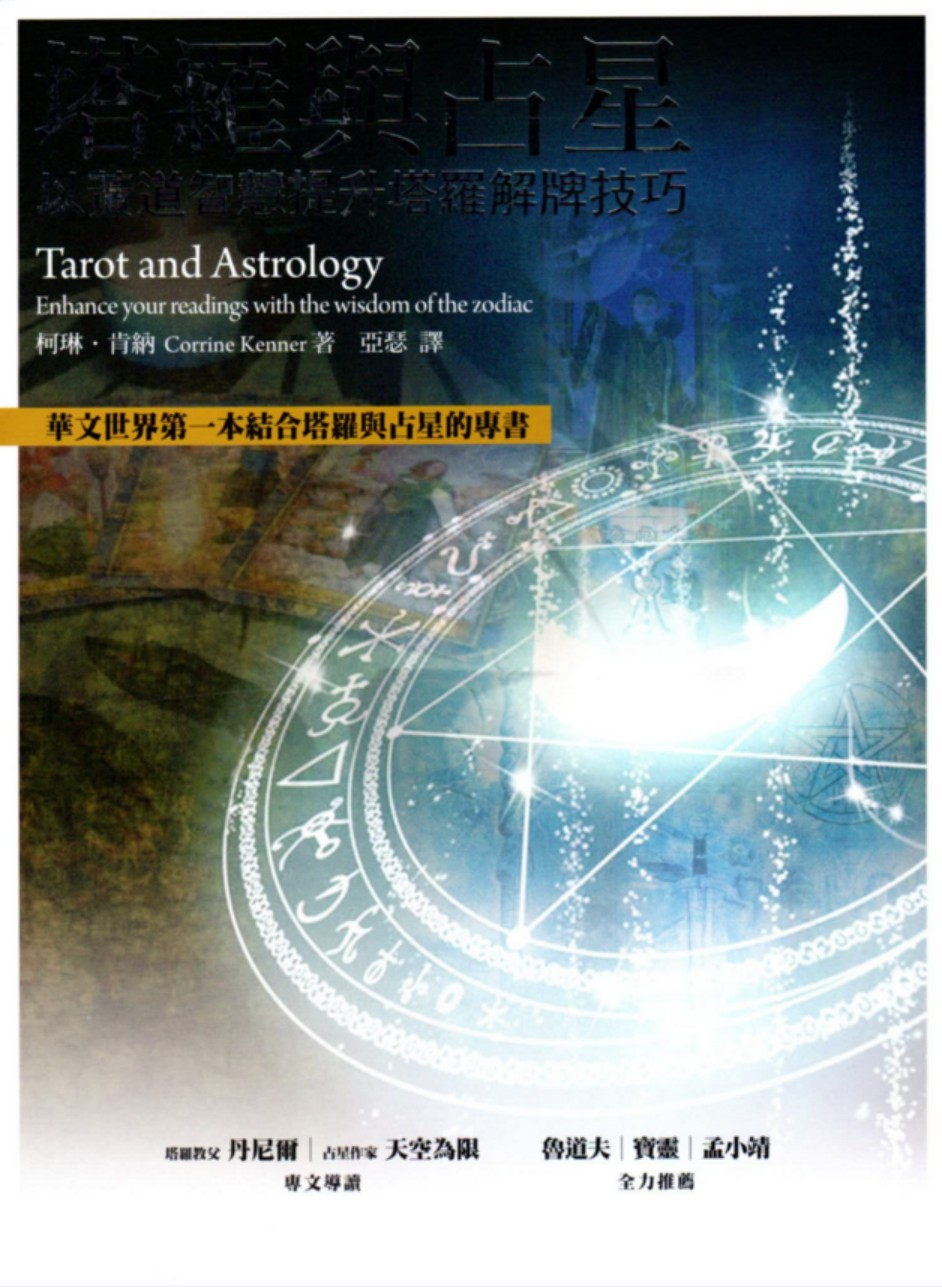 塔羅與占星
以黃道智慧提升塔羅解牌技巧
Tarot and Astrology
Enhance your readings with the wisdom of the zodiac
柯琳·肯納 Corrine Kenner 著 亞瑟 譯
華文世界第一本結合塔羅與占星的專書
塔羅教父 丹尼爾｜占星作家 天空為限
專文導讀
魯道夫｜寶靈｜孟小靖
全力推薦